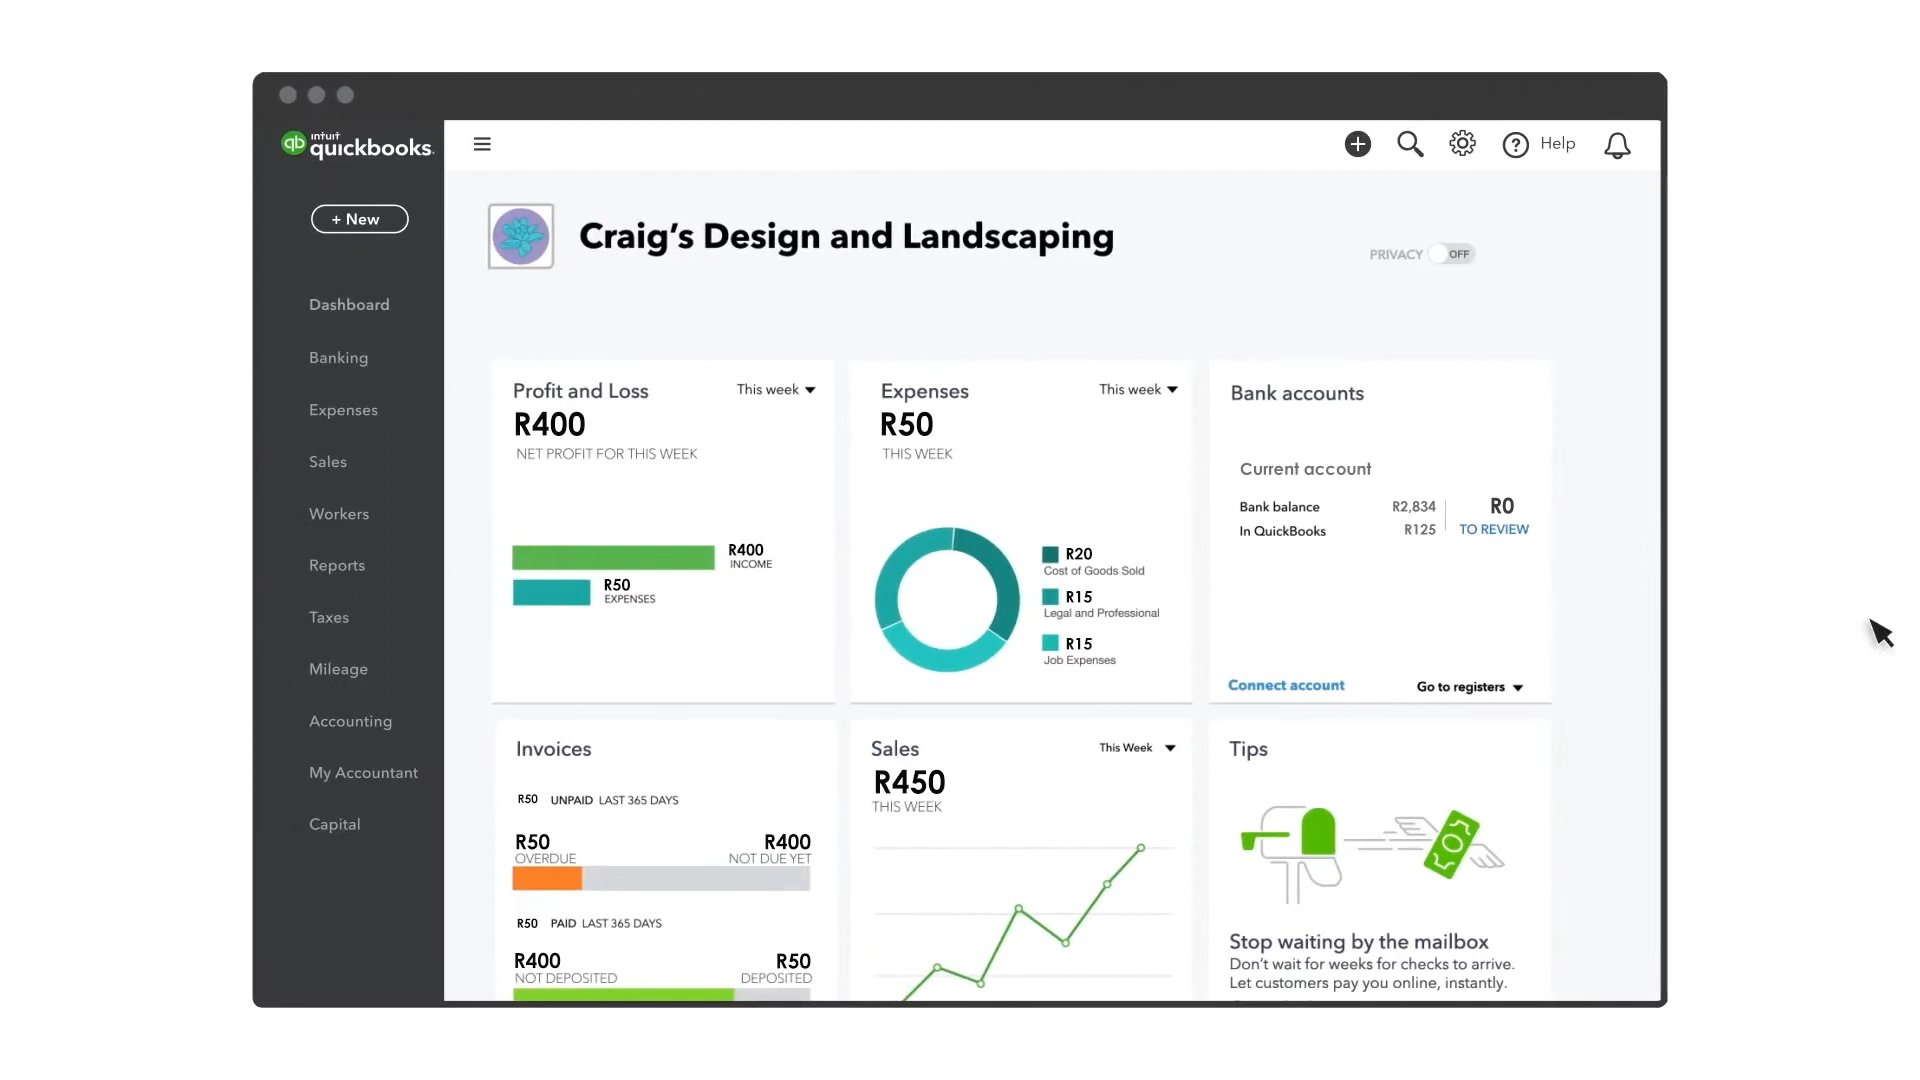 intuit
quickbooks.
Help
+ New
Craig's Design and Landscaping
PRIVACY OFF
Dashboard
Banking
Expenses
Sales
Workers
Reports
Taxes
Mileage
Accounting
My Accountant
Capital
Profit and Loss This week
R400
NET PROFIT FOR THIS WEEK
R400
INCOME
R50
EXPENSES
Expenses This week
R50
THIS WEEK
R20
Cost of Goods Sold
R15
Legal and Professional
R15
Job Expenses
Bank accounts
Current account
Bank balance R2,834
In QuickBooks R125
R0
TO REVIEW
Connect account Go to registers
Invoices
R50 UNPAID LAST 365 DAYS
R50 R400
OVERDUE NOT DUE YET
R50 PAID LAST 365 DAYS
R400 R50
NOT DEPOSITED DEPOSITED
Sales This Week
R450
THIS WEEK
Tips
Stop waiting by the mailbox
Don't wait for weeks for checks to arrive.
Let customers pay you online, instantly.